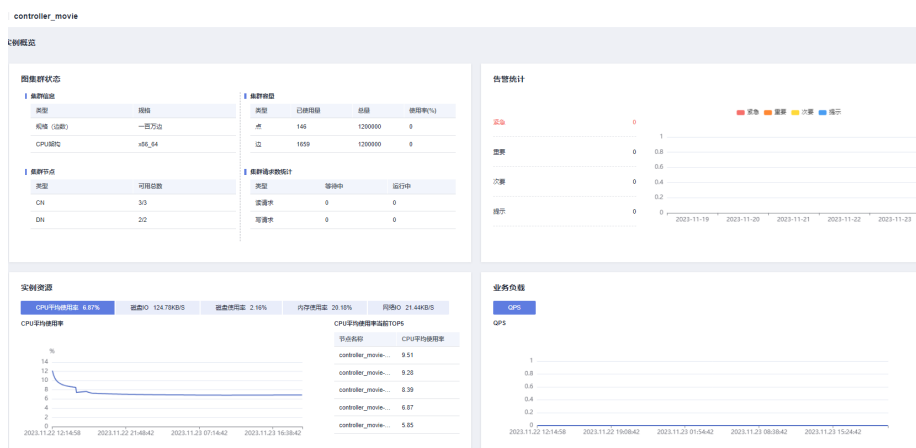 controller_movie
实例概览
图集群状态
集群信息
类型 规格
规格（边数） 一百万边
CPU架构 x86_64
集群容量
类型 已使用量 总量 使用率(%)
点 146 1200000 0
边 1659 1200000 0
集群节点
类型 可用总数
CN 3/3
DN 2/2
集群请求数统计
类型 等待中 运行中
读请求 0 0
写请求 0 0
告警统计
紧急 0
重要 0
次要 0
提示 0
紧急 重要 次要 提示
1
0.8
0.6
0.4
0.2
0
2023-11-19 2023-11-20 2023-11-21 2023-11-22 2023-11-23
实例资源
CPU平均使用率 6.87% 磁盘IO 124.78KB/S 磁盘使用率 2.16% 内存使用率 20.18% 网络IO 21.44KB/S
CPU平均使用率
%
14
12
10
8
6
4
2
0
2023.11.22 12:14:58 2023.11.22 21:48:42 2023.11.23 07:14:42 2023.11.23 16:38:42
CPU平均使用率当前TOP5
节点名称 CPU平均使用率
controller_movie-... 9.51
controller_movie-... 9.28
controller_movie-... 8.39
controller_movie-... 6.87
controller_movie-... 5.85
业务负载
QPS
QPS
1
0.8
0.6
0.4
0.2
0
2023.11.22 12:14:58 2023.11.22 19:08:42 2023.11.23 01:54:42 2023.11.23 08:38:42 2023.11.23 15:24:42